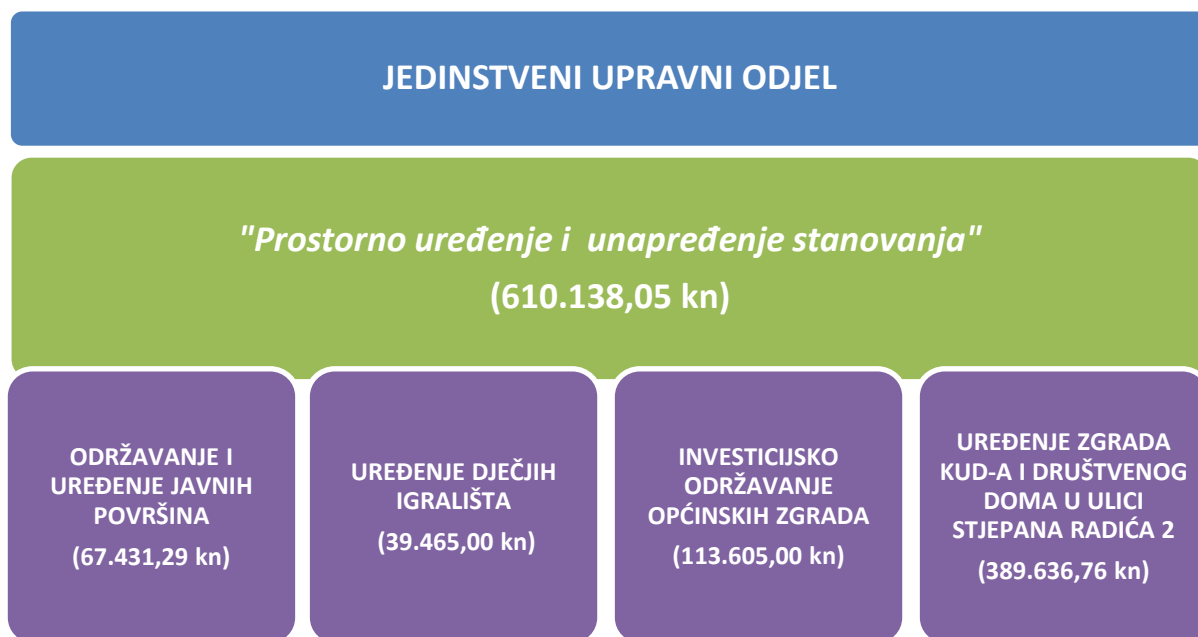 JEDINSTVENI UPRAVNI ODJEL
"Prostorno uređenje i  unapređenje stanovanja"
(610.138,05 kn)
ODRŽAVANJE I
UREĐENJE JAVNIH
POVRŠINA
(67.431,29 kn)
UREĐENJE DJEČJIH
IGRALIŠTA
(39.465,00 kn)
INVESTICIJSKO
ODRŽAVANJE
OPĆINSKIH ZGRADA
(113.605,00 kn)
UREĐENJE ZGRADA
KUD-A I DRUŠTVENOG
DOMA U ULICI
STJEPANA RADIĆA 2
(389.636,76 kn)